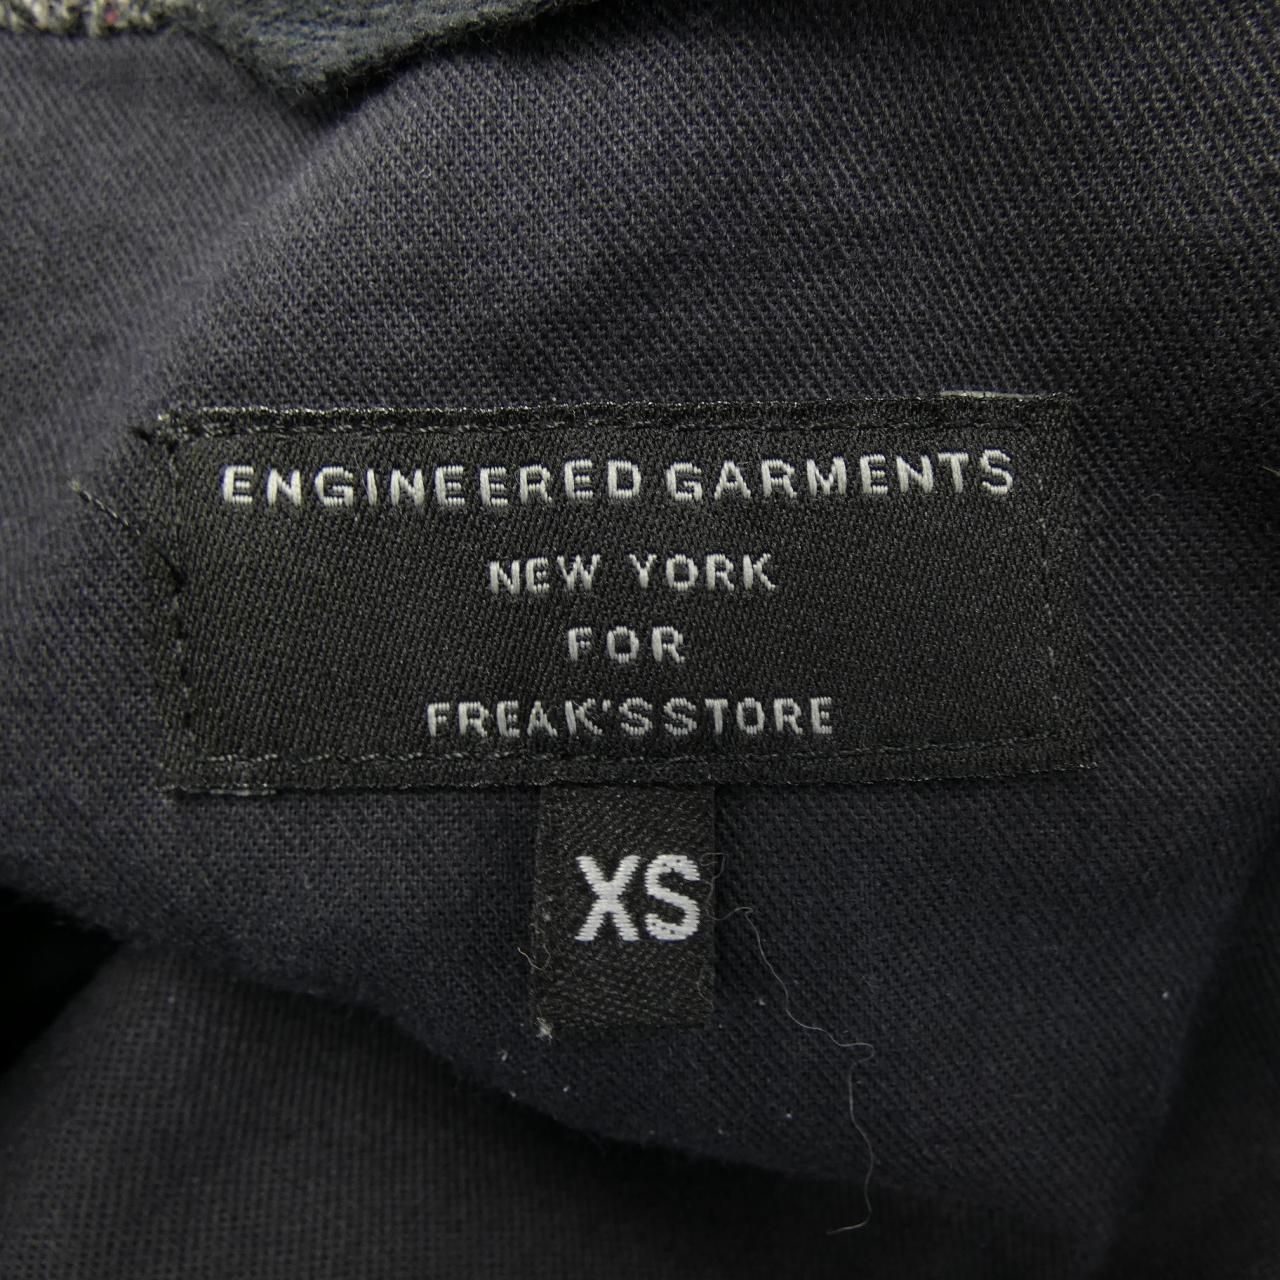 ENGINEERED GARMENTS
NEW YORK
FOR
FREAK'S STORE
XS